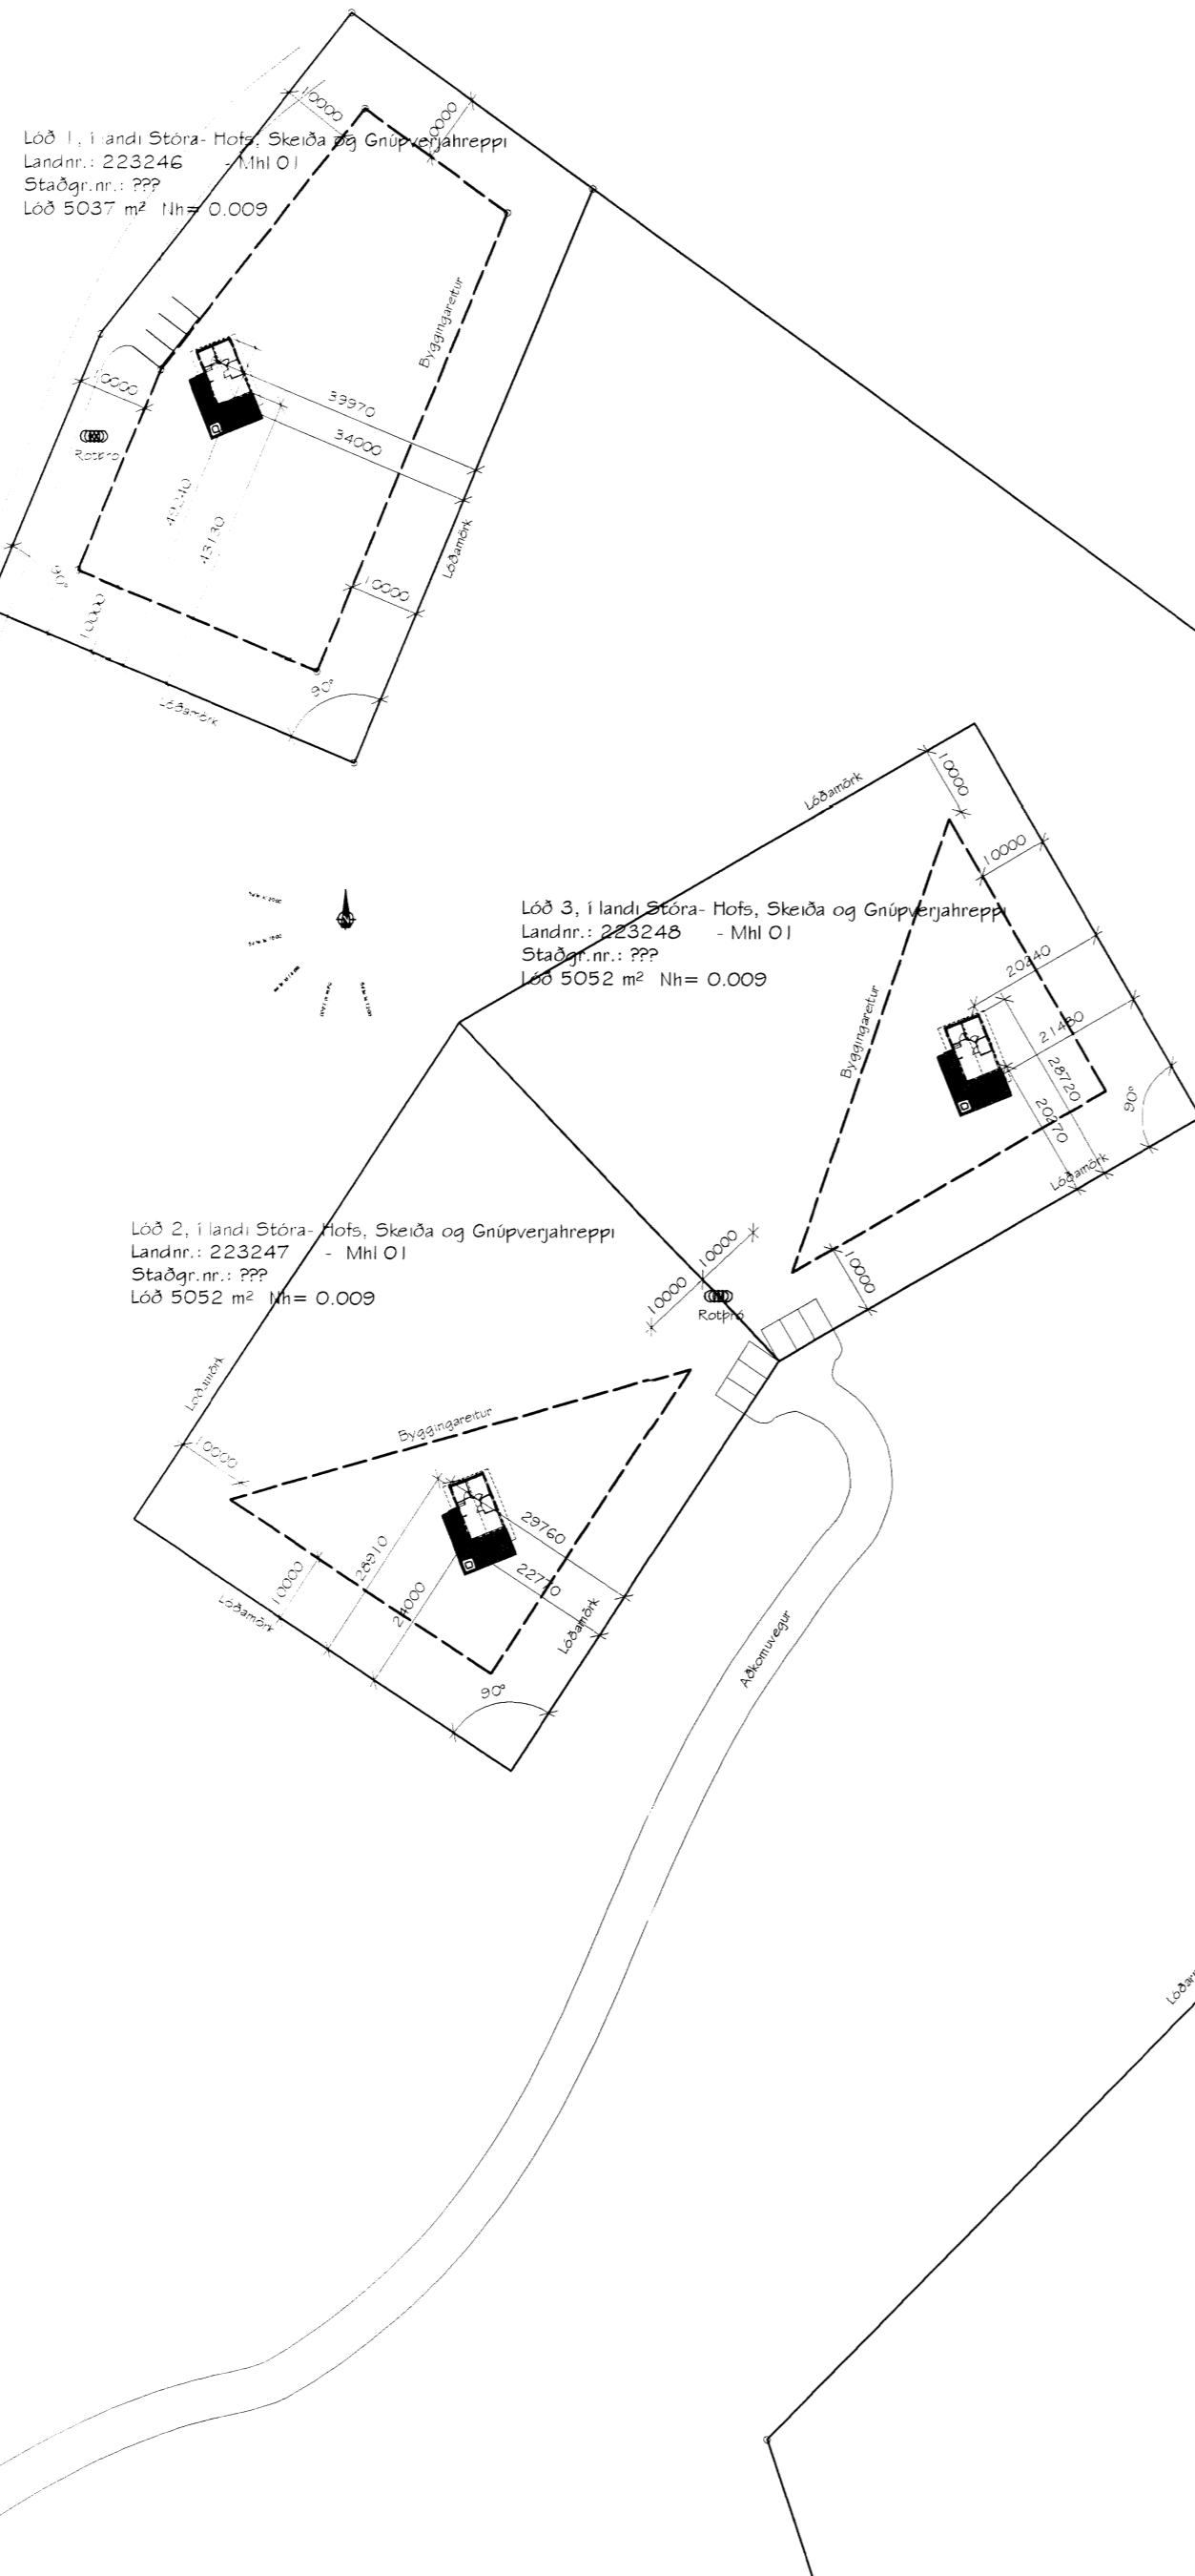 10000
10000
Lóð 1, í landi Stóra- Hofs, Skeiða og Gnúpverjahreppi
Landnr.: 223246 - Mhl 01
Staðgr.nr.: ???
Lóð 5037 m² Nh= 0.009
Byggingareitur
10000
39970
34000
Rotþró
49240
43130
Lóðamörk
90°
10000
10000
90°
Lóðamörk
Lóðamörk
10000
10000
N
Lóð 3, í landi Stóra- Hofs, Skeiða og Gnúpverjahreppi
Landnr.: 223248 - Mhl 01
Staðgr.nr.: ???
Lóð 5052 m² Nh= 0.009
20240
Byggingareitur
21480
28720
20270
90°
Lóðamörk
Lóð 2, í landi Stóra- Hofs, Skeiða og Gnúpverjahreppi
Landnr.: 223247 - Mhl 01
Staðgr.nr.: ???
Lóð 5052 m² Nh= 0.009
10000
10000
10000
Rotþró
Lóðamörk
Byggingareitur
10000
29760
28910
22770
10000
24000
Lóðamörk
Lóðamörk
90°
Aðkomuvegur